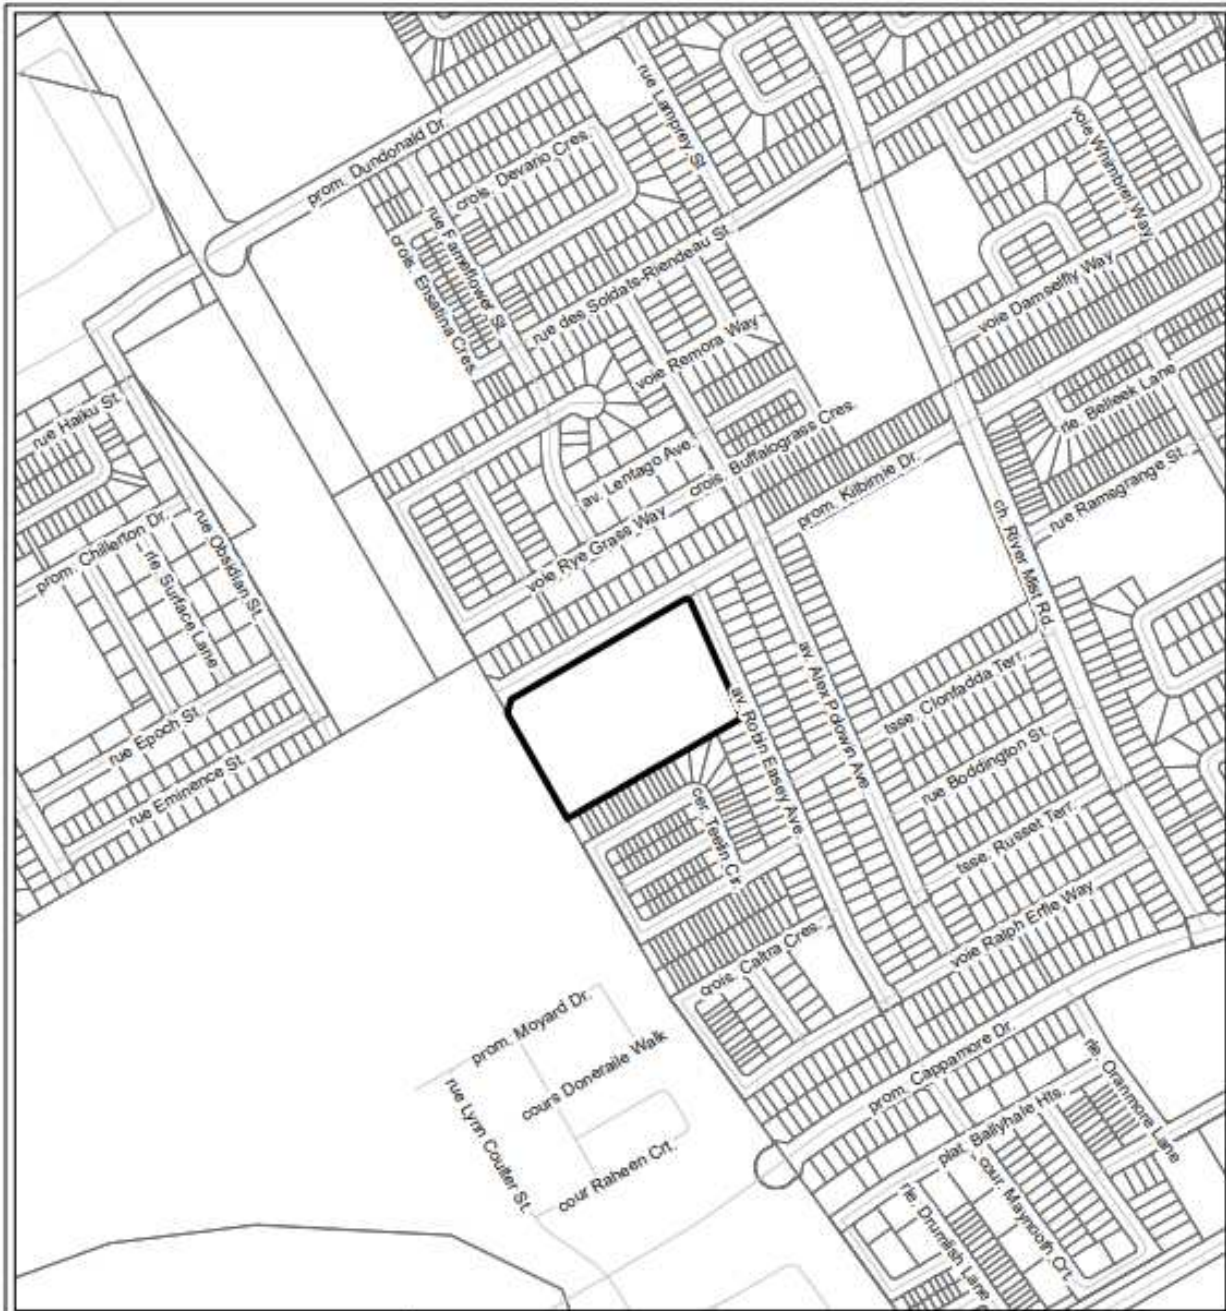 rue Lamprey St.
prom. Dundonald Dr.
crois. Devario Cres.
voie Whimbrel Way
rue Fameflower St.
crois. Ensatina Cres.
rue des Soldats-Riendeau St.
voie Damselfly Way
voie Remora Way
rle. Belleek Lane
rue Haiku St.
av. Lentago Ave.
crois. Buffalograss Cres.
prom. Kilbirnie Dr.
rue Ramsgrange St.
voie Rye Grass Way
ch. River Mist Rd.
prom. Chillerton Dr.
rue Obsidian St.
rle. Surface Lane
av. Alex Polowin Ave.
tsse. Clonfadda Terr.
av. Robin Easey Ave.
rue Epoch St.
rue Eminence St.
rue Boddington St.
cer. Teelin Cir.
tsse. Russet Terr.
voie Ralph Erfle Way
crois. Caltra Cres.
prom. Moyard Dr.
cours Doneraile Walk
prom. Cappamore Dr.
rue Lynn Coulter St.
rle. Oranmore Lane
plat. Ballyhale Hts.
cour Raheen Crt.
cour. Maynooth Crt.
rle. Drumlish Lane